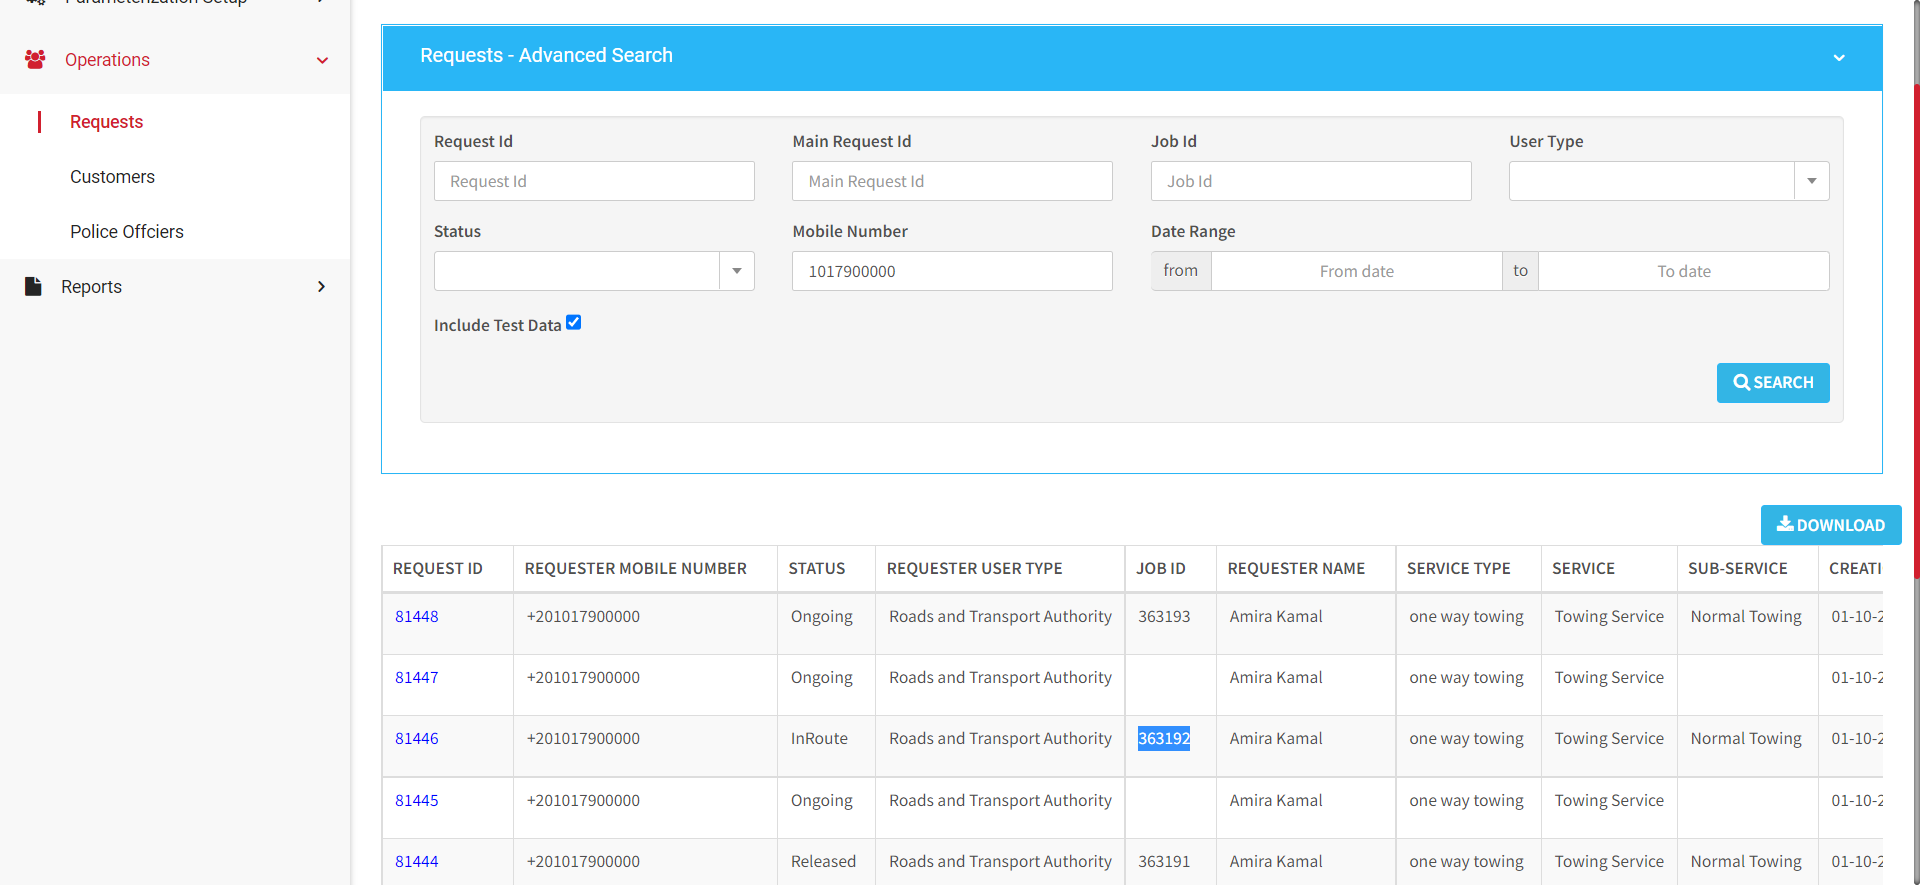 Parameterization Setup
Operations
Requests
Customers
Police Offciers
Reports
Requests - Advanced Search
Request Id Main Request Id Job Id User Type
Request Id Main Request Id Job Id
Status Mobile Number Date Range
1017900000 from From date to To date
Include Test Data
SEARCH
DOWNLOAD
REQUEST ID REQUESTER MOBILE NUMBER STATUS REQUESTER USER TYPE JOB ID REQUESTER NAME SERVICE TYPE SERVICE SUB-SERVICE CREATI
81448 +201017900000 Ongoing Roads and Transport Authority 363193 Amira Kamal one way towing Towing Service Normal Towing 01-10-2
81447 +201017900000 Ongoing Roads and Transport Authority Amira Kamal one way towing Towing Service 01-10-2
81446 +201017900000 InRoute Roads and Transport Authority 363192 Amira Kamal one way towing Towing Service Normal Towing 01-10-2
81445 +201017900000 Ongoing Roads and Transport Authority Amira Kamal one way towing Towing Service 01-10-2
81444 +201017900000 Released Roads and Transport Authority 363191 Amira Kamal one way towing Towing Service Normal Towing 01-10-2